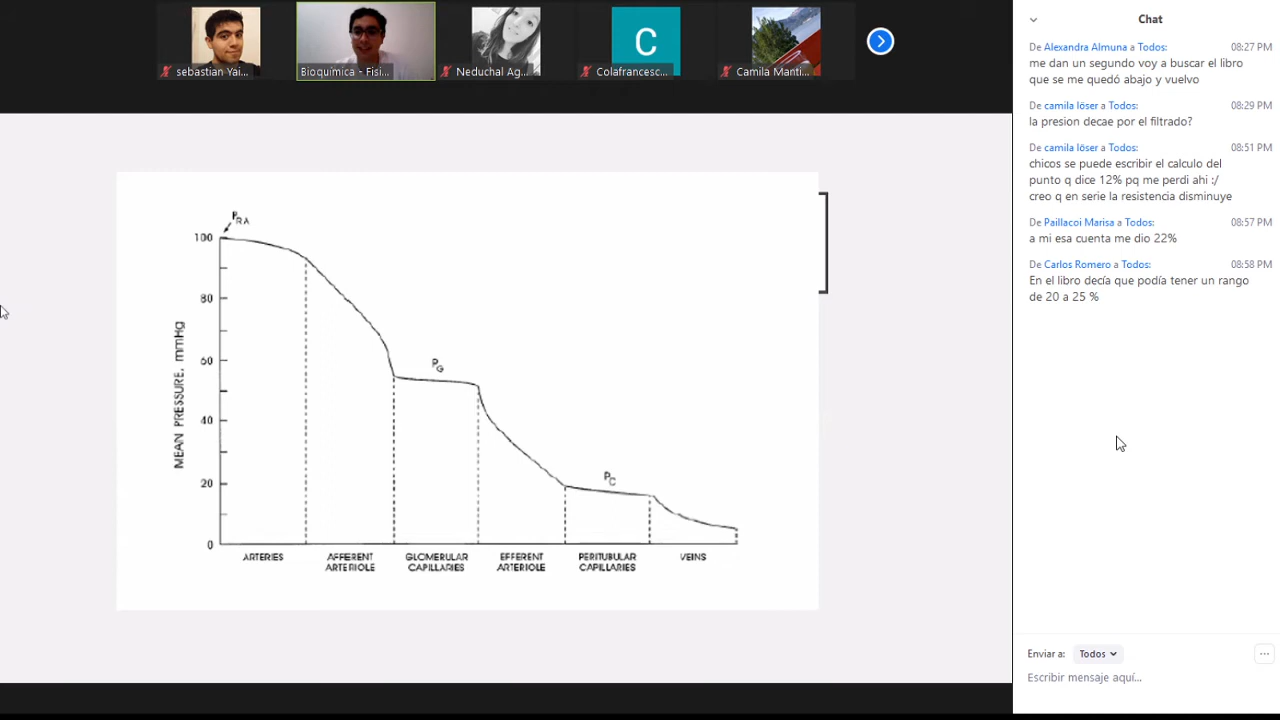 sebastian Yai...
Bioquímica - Fisi...
Neduchal Ag...
C
Colafrancesc...
Camila Manti...
P RA
100
80
60
40
20
0
MEAN PRESSURE, mmHg
P G
P C
ARTERIES
AFFERENT
ARTERIOLE
GLOMERULAR
CAPILLARIES
EFFERENT
ARTERIOLE
PERITUBULAR
CAPILLARIES
VEINS
Chat
De Alexandra Almuna a Todos: 08:27 PM
me dan un segundo voy a buscar el libro
que se me quedó abajo y vuelvo
De camila löser a Todos: 08:29 PM
la presion decae por el filtrado?
De camila löser a Todos: 08:51 PM
chicos se puede escribir el calculo del
punto q dice 12% pq me perdi ahi :/
creo q en serie la resistencia disminuye
De Paillacoi Marisa a Todos: 08:57 PM
a mi esa cuenta me dio 22%
De Carlos Romero a Todos: 08:58 PM
En el libro decía que podía tener un rango
de 20 a 25 %
Enviar a: Todos
Escribir mensaje aquí...